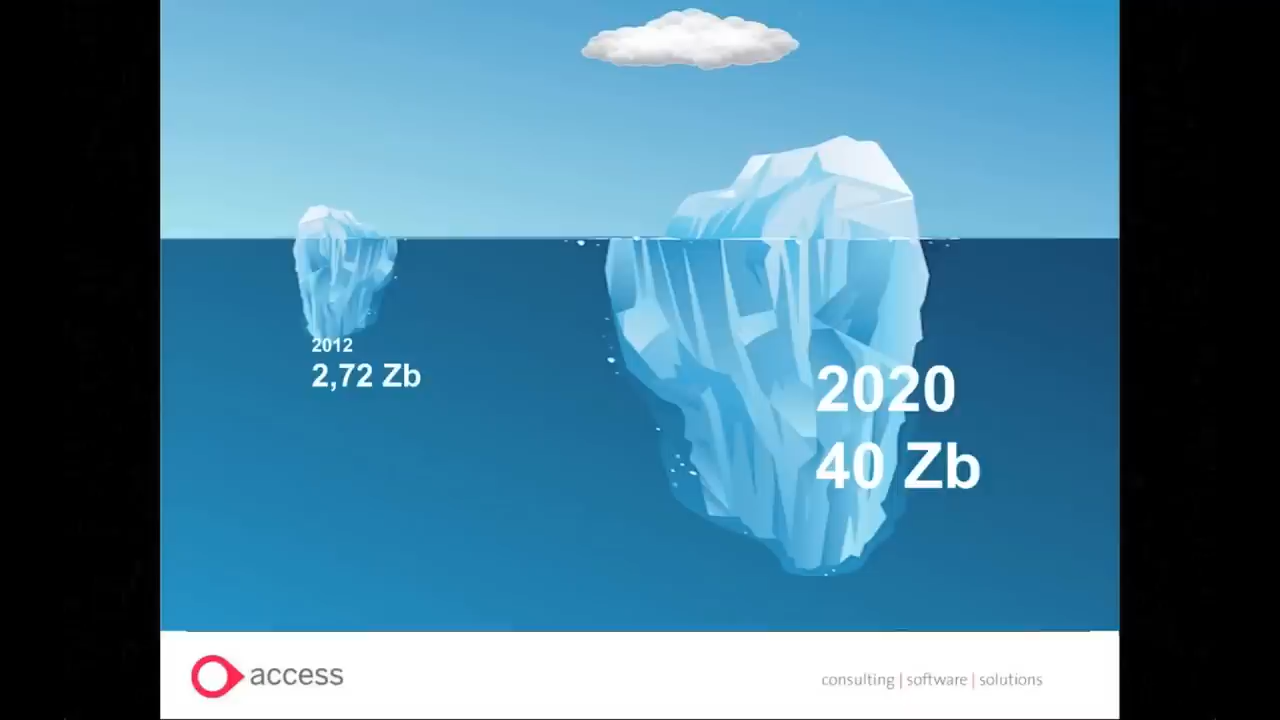 2012
2,72 Zb
2020
40 Zb
access
consulting | software | solutions